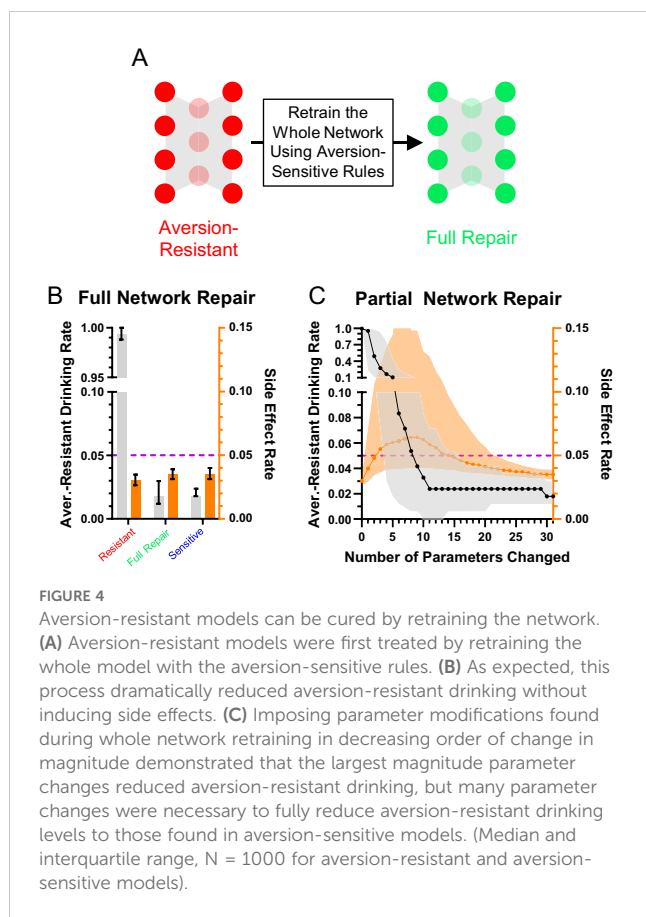 A
Retrain the
Whole Network
Using Aversion-
Sensitive Rules
Aversion-
Resistant
Full Repair
B Full Network Repair
Aver.-Resistant Drinking Rate
1.00
0.95
0.10
0.05
0.00
0.15
0.10
0.05
0.00
Side Effect Rate
Resistant
Full Repair
Sensitive
C Partial Network Repair
Aver.-Resistant Drinking Rate
1.0
0.7
0.4
0.1
0.10
0.08
0.06
0.04
0.02
0.00
0.15
0.10
0.05
0.00
Side Effect Rate
0 5 10 15 20 25 30
Number of Parameters Changed
FIGURE 4
Aversion-resistant models can be cured by retraining the network.
(A) Aversion-resistant models were first treated by retraining the
whole model with the aversion-sensitive rules. (B) As expected, this
process dramatically reduced aversion-resistant drinking without
inducing side effects. (C) Imposing parameter modifications found
during whole network retraining in decreasing order of change in
magnitude demonstrated that the largest magnitude parameter
changes reduced aversion-resistant drinking, but many parameter
changes were necessary to fully reduce aversion-resistant drinking
levels to those found in aversion-sensitive models. (Median and
interquartile range, N = 1000 for aversion-resistant and aversion-
sensitive models).